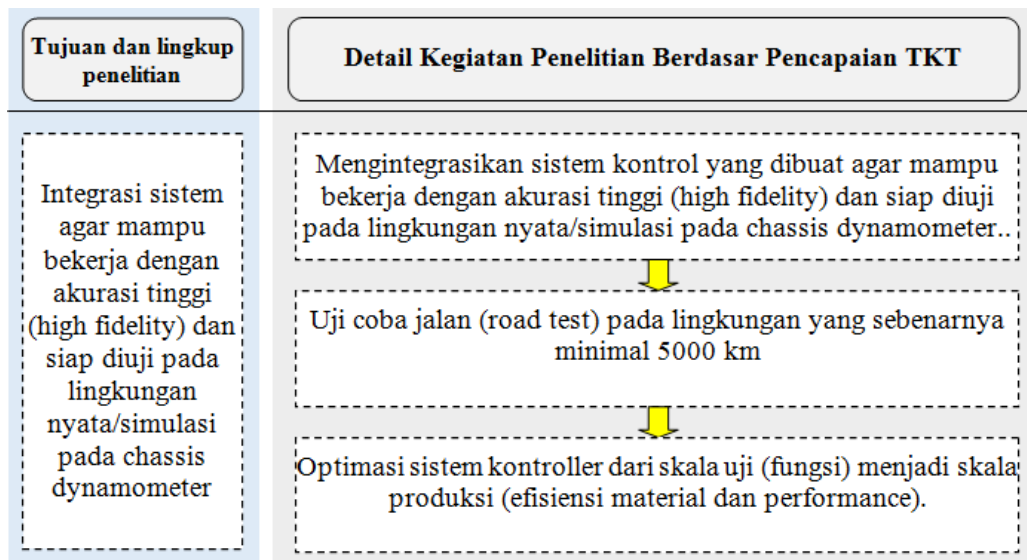 Tujuan dan lingkup
penelitian
Detail Kegiatan Penelitian Berdasar Pencapaian TKT
Integrasi sistem
agar mampu
bekerja dengan
akurasi tinggi
(high fidelity) dan
siap diuji pada
lingkungan
nyata/simulasi
pada chassis
dynamometer
Mengintegrasikan sistem kontrol yang dibuat agar mampu
bekerja dengan akurasi tinggi (high fidelity) dan siap diuji
pada lingkungan nyata/simulasi pada chassis dynamometer..
Uji coba jalan (road test) pada lingkungan yang sebenarnya
minimal 5000 km
Optimasi sistem kontroller dari skala uji (fungsi) menjadi skala
produksi (efisiensi material dan performance).